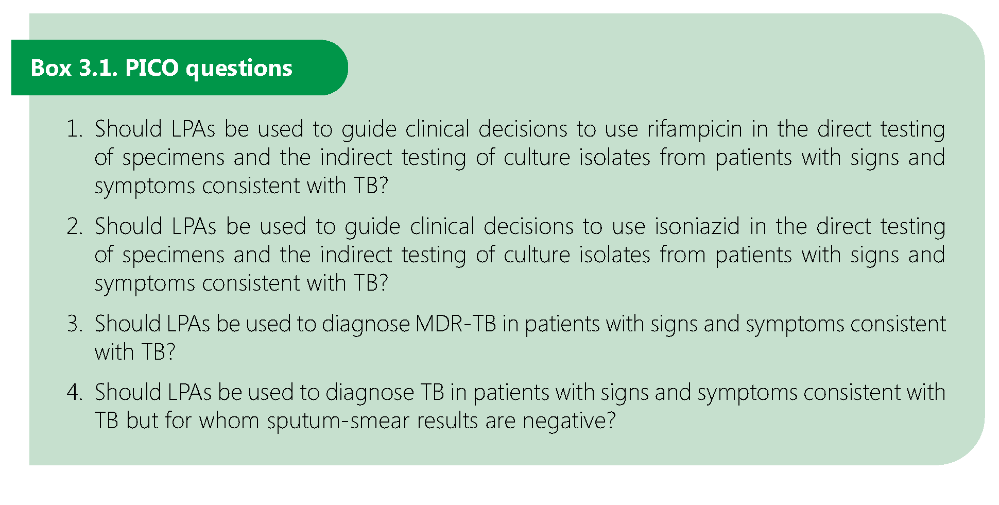 Box 3.1. PICO questions
1. Should LPAs be used to guide clinical decisions to use rifampicin in the direct testing
of specimens and the indirect testing of culture isolates from patients with signs and
symptoms consistent with TB?
2. Should LPAs be used to guide clinical decisions to use isoniazid in the direct testing
of specimens and the indirect testing of culture isolates from patients with signs and
symptoms consistent with TB?
3. Should LPAs be used to diagnose MDR-TB in patients with signs and symptoms consistent
with TB?
4. Should LPAs be used to diagnose TB in patients with signs and symptoms consistent with
TB but for whom sputum-smear results are negative?